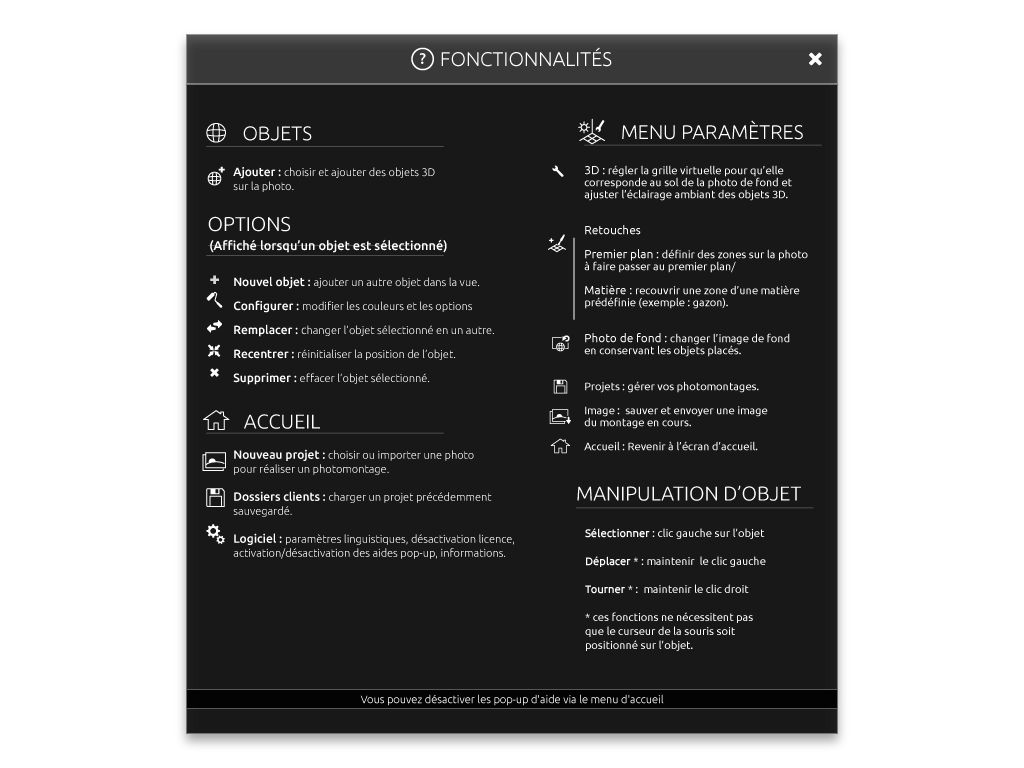 ? FONCTIONNALITÉS
OBJETS
Ajouter : choisir et ajouter des objets 3D
sur la photo.
OPTIONS
(Affiché lorsqu'un objet est sélectionné)
Nouvel objet : ajouter un autre objet dans la vue.
Configurer : modifier les couleurs et les options
Remplacer : changer l'objet sélectionné en un autre.
Recentrer : réinitialiser la position de l'objet.
Supprimer : effacer l'objet sélectionné.
ACCUEIL
Nouveau projet : choisir ou importer une photo
pour réaliser un photomontage.
Dossiers clients : charger un projet précédemment
sauvegardé.
Logiciel : paramètres linguistiques, désactivation licence,
activation/désactivation des aides pop-up, informations.
MENU PARAMÈTRES
3D : régler la grille virtuelle pour qu'elle
corresponde au sol de la photo de fond et
ajuster l'éclairage ambiant des objets 3D.
Retouches
Premier plan : définir des zones sur la photo
à faire passer au premier plan/
Matière : recouvrir une zone d'une matière
prédéfinie (exemple : gazon).
Photo de fond : changer l'image de fond
en conservant les objets placés.
Projets : gérer vos photomontages.
Image : sauver et envoyer une image
du montage en cours.
Accueil : Revenir à l'écran d'accueil.
MANIPULATION D'OBJET
Sélectionner : clic gauche sur l'objet
Déplacer * : maintenir le clic gauche
Tourner * : maintenir le clic droit
* ces fonctions ne nécessitent pas
que le curseur de la souris soit
positionné sur l'objet.
Vous pouvez désactiver les pop-up d'aide via le menu d'accueil